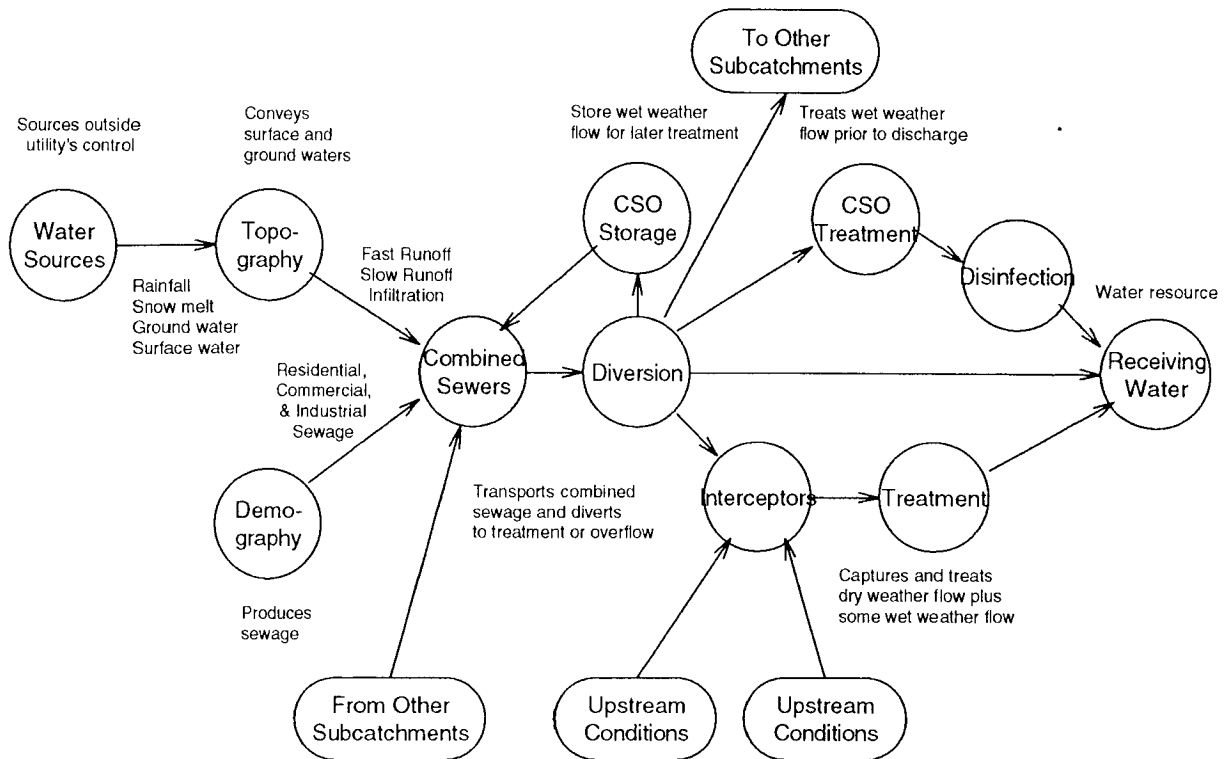 To Other
Subcatchments
Sources outside
utility's control
Conveys
surface and
ground waters
Store wet weather
flow for later treatment
Treats wet weather
flow prior to discharge
Water
Sources
Topo-
graphy
CSO
Storage
CSO
Treatment
Disinfection
Rainfall
Snow melt
Ground water
Surface water
Fast Runoff
Slow Runoff
Infiltration
Water resource
Combined
Sewers
Diversion
Receiving
Water
Residential,
Commercial,
& Industrial
Sewage
Demo-
graphy
Transports combined
sewage and diverts
to treatment or overflow
Interceptors
Treatment
Produces
sewage
Captures and treats
dry weather flow plus
some wet weather flow
From Other
Subcatchments
Upstream
Conditions
Upstream
Conditions